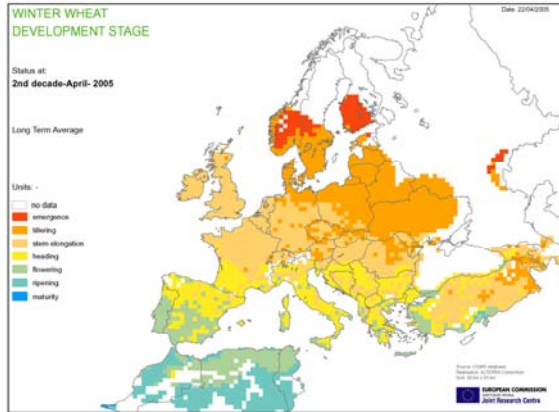 WINTER WHEAT
DEVELOPMENT STAGE
Date: 22/04/2005
Status at:
2nd decade-April- 2005
Long Term Average
Units: -
no data
emergence
tillering
stem elongation
heading
flowering
ripening
maturity
EUROPEAN COMMISSION
Joint Research Centre